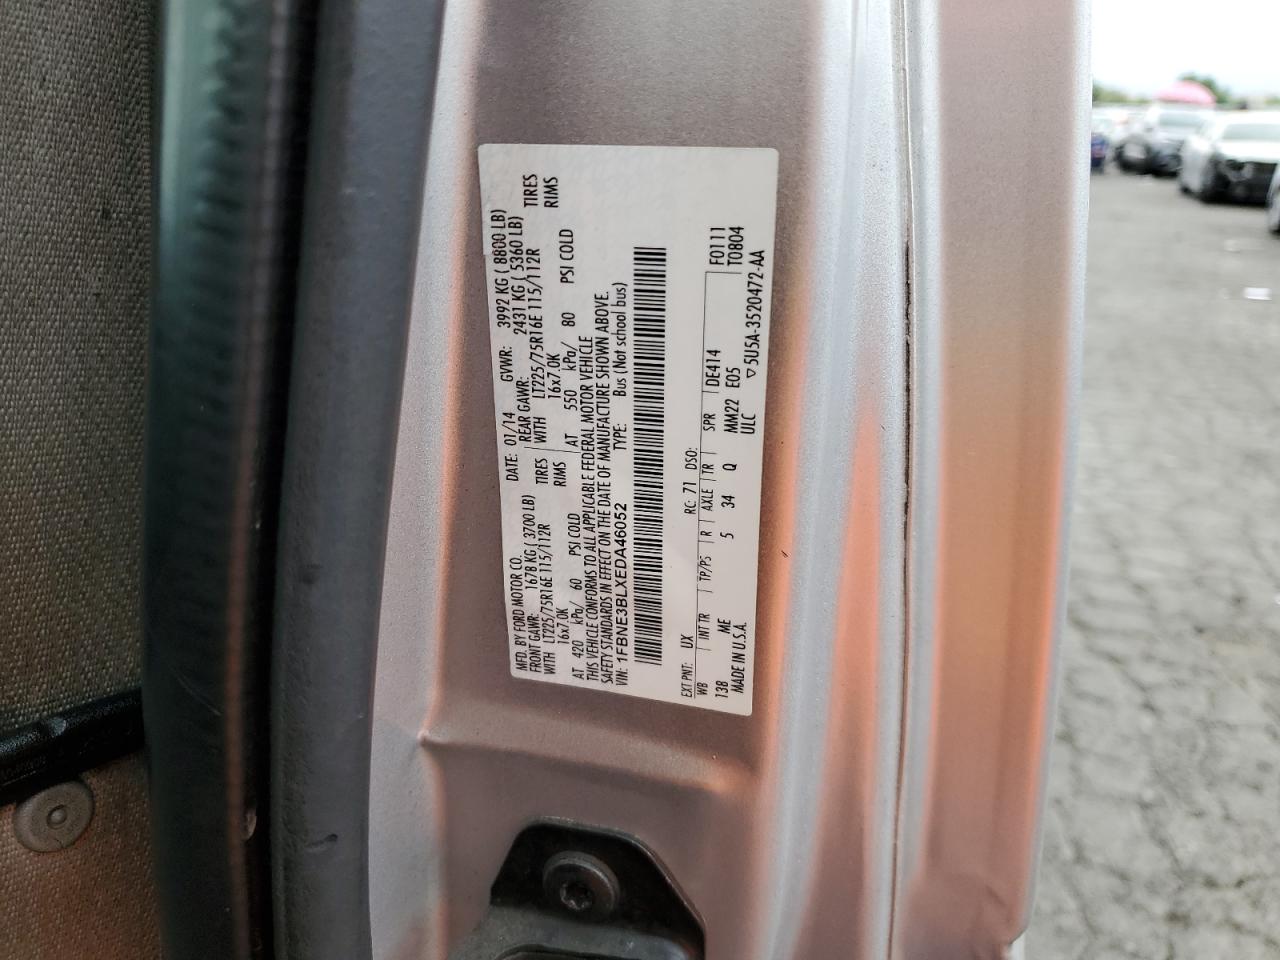 MFD. BY FORD MOTOR CO.
DATE: 01/14 GVWR: 3992 KG ( 8800 LB)
FRONT GAWR: 1678 KG ( 3700 LB) REAR GAWR: 2431 KG ( 5360 LB)
WITH LT225/75R16E 115/112R TIRES WITH LT225/75R16E 115/112R TIRES
16x7.0K RIMS 16x7.0K RIMS
AT 420 kPa/ 60 PSI COLD AT 550 kPa/ 80 PSI COLD
THIS VEHICLE CONFORMS TO ALL APPLICABLE FEDERAL MOTOR VEHICLE
SAFETY STANDARDS IN EFFECT ON THE DATE OF MANUFACTURE SHOWN ABOVE.
VIN: 1FBNE3BLXEDA46052 TYPE: Bus (Not school bus)
EXT PNT: UX RC: 71 DSO:
WB INT TR TP/PS R AXLE TR SPR DE414 F0111
138 ME 5 34 Q MM22 E05 T0804
MADE IN U.S.A. ULC ▽5U5A-3520472-AA